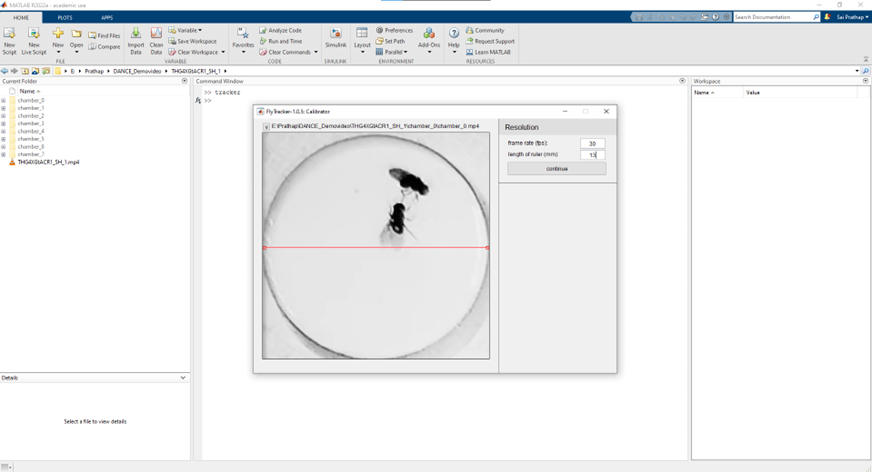 MATLAB R2022a - academic use
HOME
PLOTS
APPS
Search Documentation
Sai Prathap
New Script
New Live Script
New
Open
Find Files
Compare
Import Data
Clean Data
Variable
Save Workspace
Clear Workspace
Favorites
Analyze Code
Run and Time
Clear Commands
Simulink
Layout
Preferences
Set Path
Parallel
Add-Ons
Help
Community
Request Support
Learn MATLAB
FILE
VARIABLE
CODE
SIMULINK
ENVIRONMENT
RESOURCES
E: Prathap DANCE_Demovideo THG4XGtACR1_SH_1
Current Folder
Name
chamber_0
chamber_1
chamber_2
chamber_3
chamber_4
chamber_5
chamber_6
chamber_7
THG4XGtACR1_SH_1.mp4
Details
Select a file to view details
Command Window
>> tracker
fx >>
FlyTracker-1.0.5: Calibrator
E:\Prathap\DANCE_Demovideo\THG4XGtACR1_SH_1\chamber_0\chamber_0.mp4
Resolution
frame rate (fps): 30
length of ruler (mm) 13
continue
Workspace
Name
Value